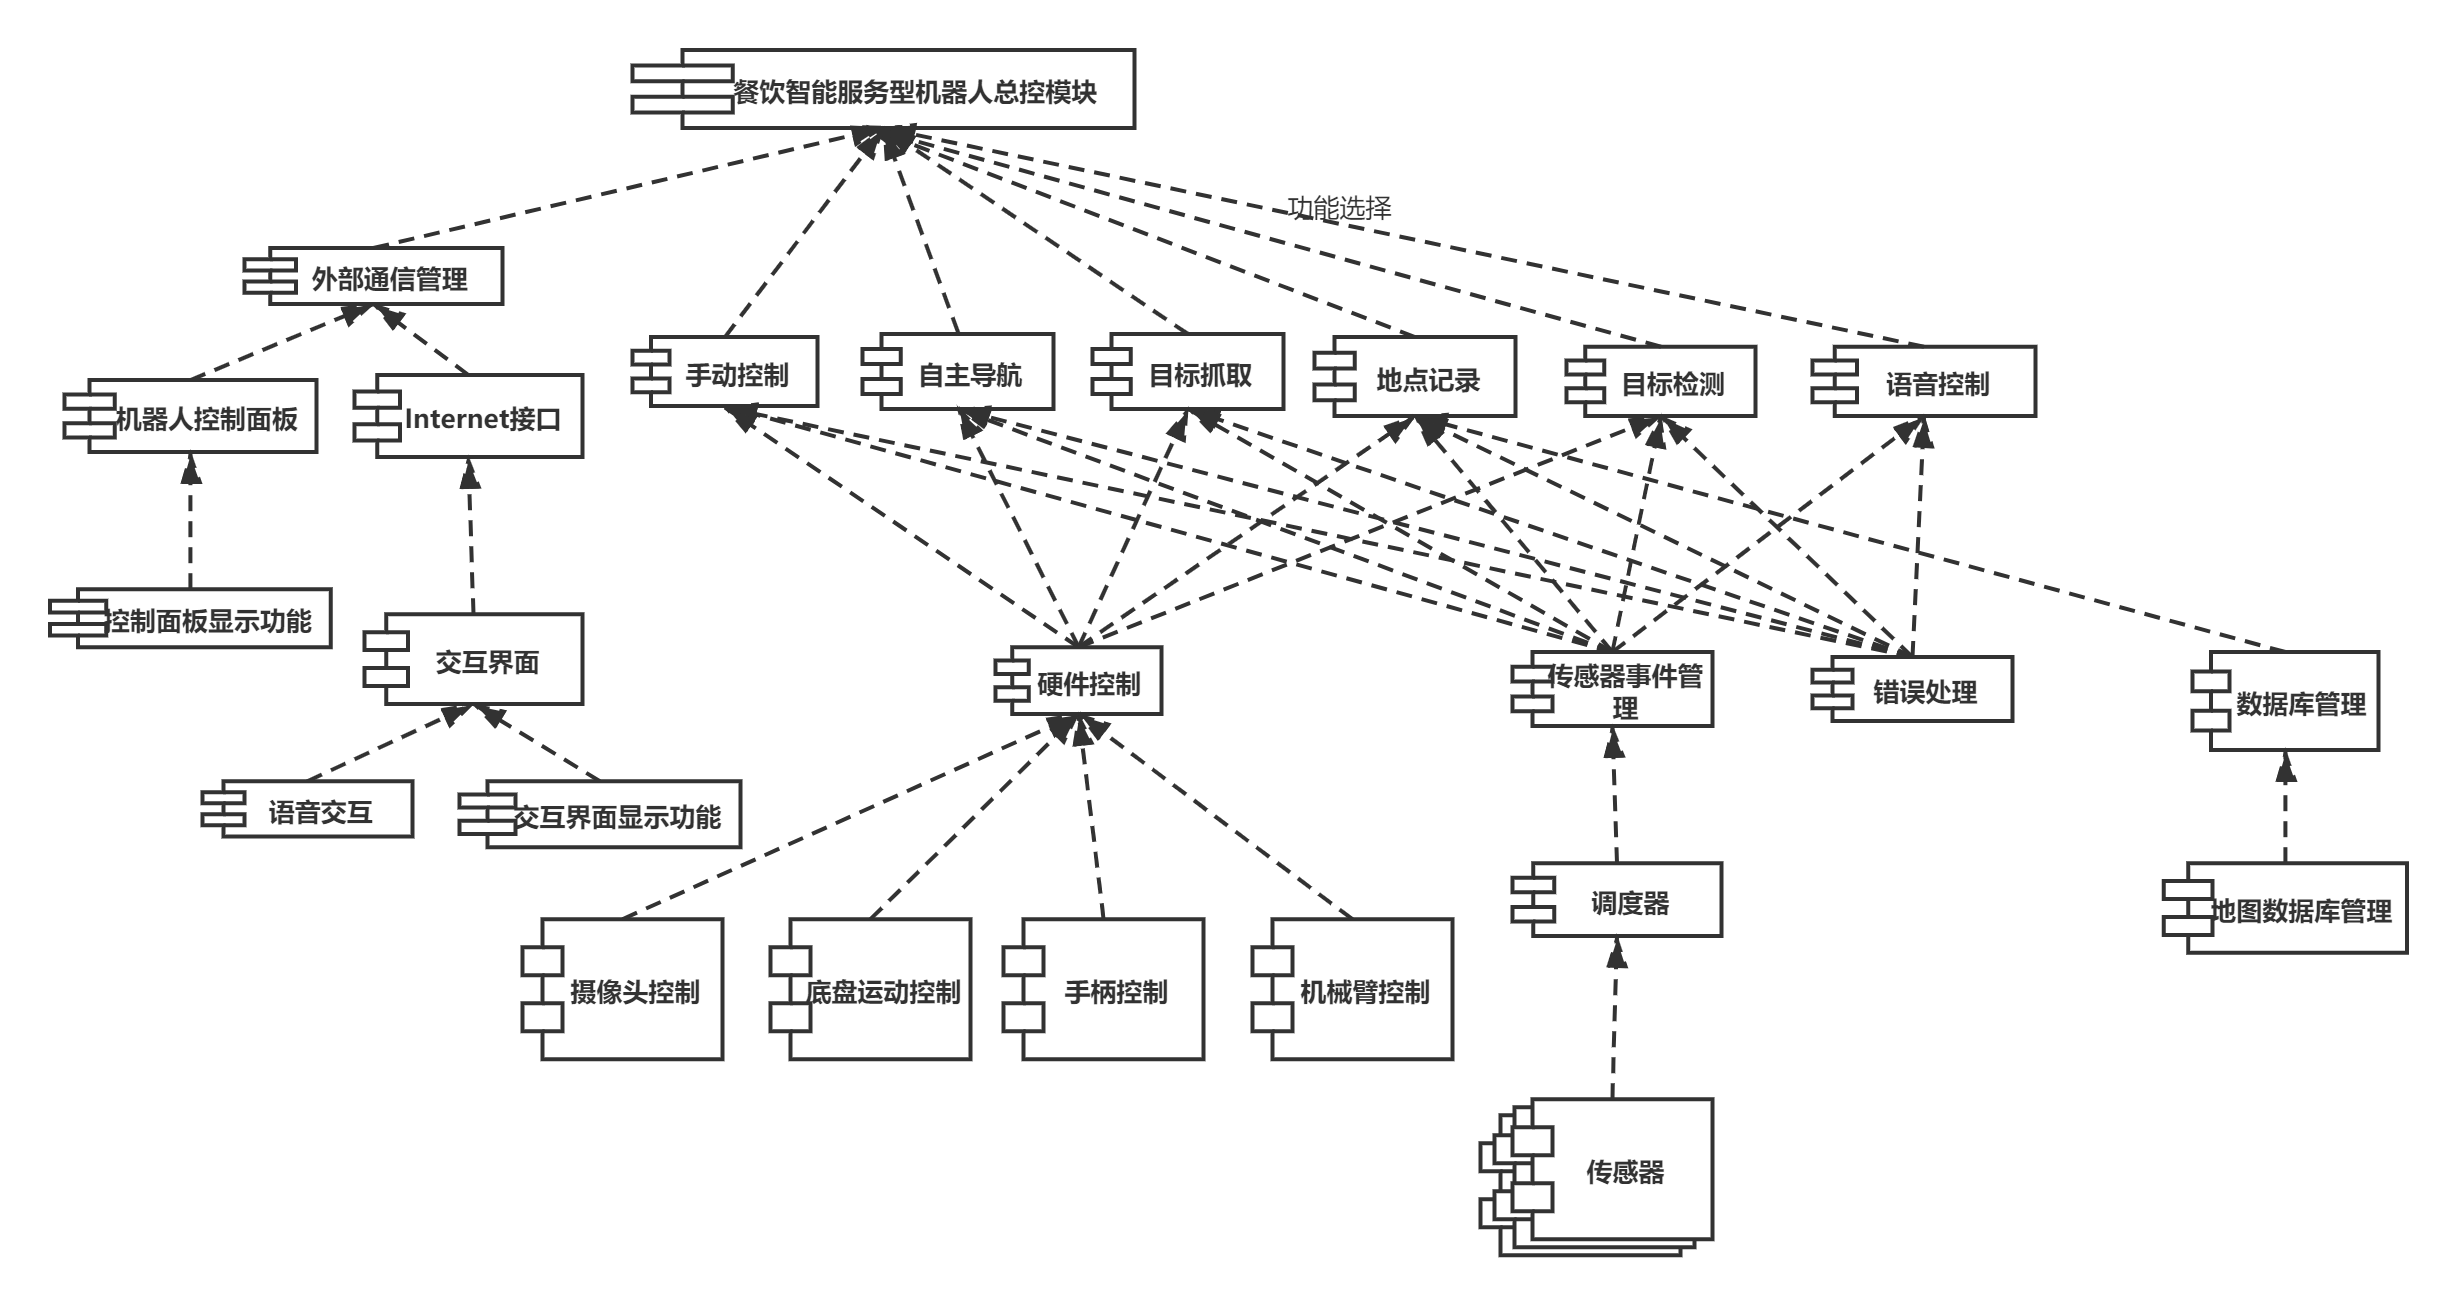 餐饮智能服务型机器人总控模块
功能选择
外部通信管理
手动控制
自主导航
目标抓取
地点记录
目标检测
语音控制
机器人控制面板
Internet接口
控制面板显示功能
交互界面
硬件控制
传感器事件管
理
错误处理
数据库管理
语音交互
交互界面显示功能
调度器
地图数据库管理
摄像头控制
底盘运动控制
手柄控制
机械臂控制
传感器